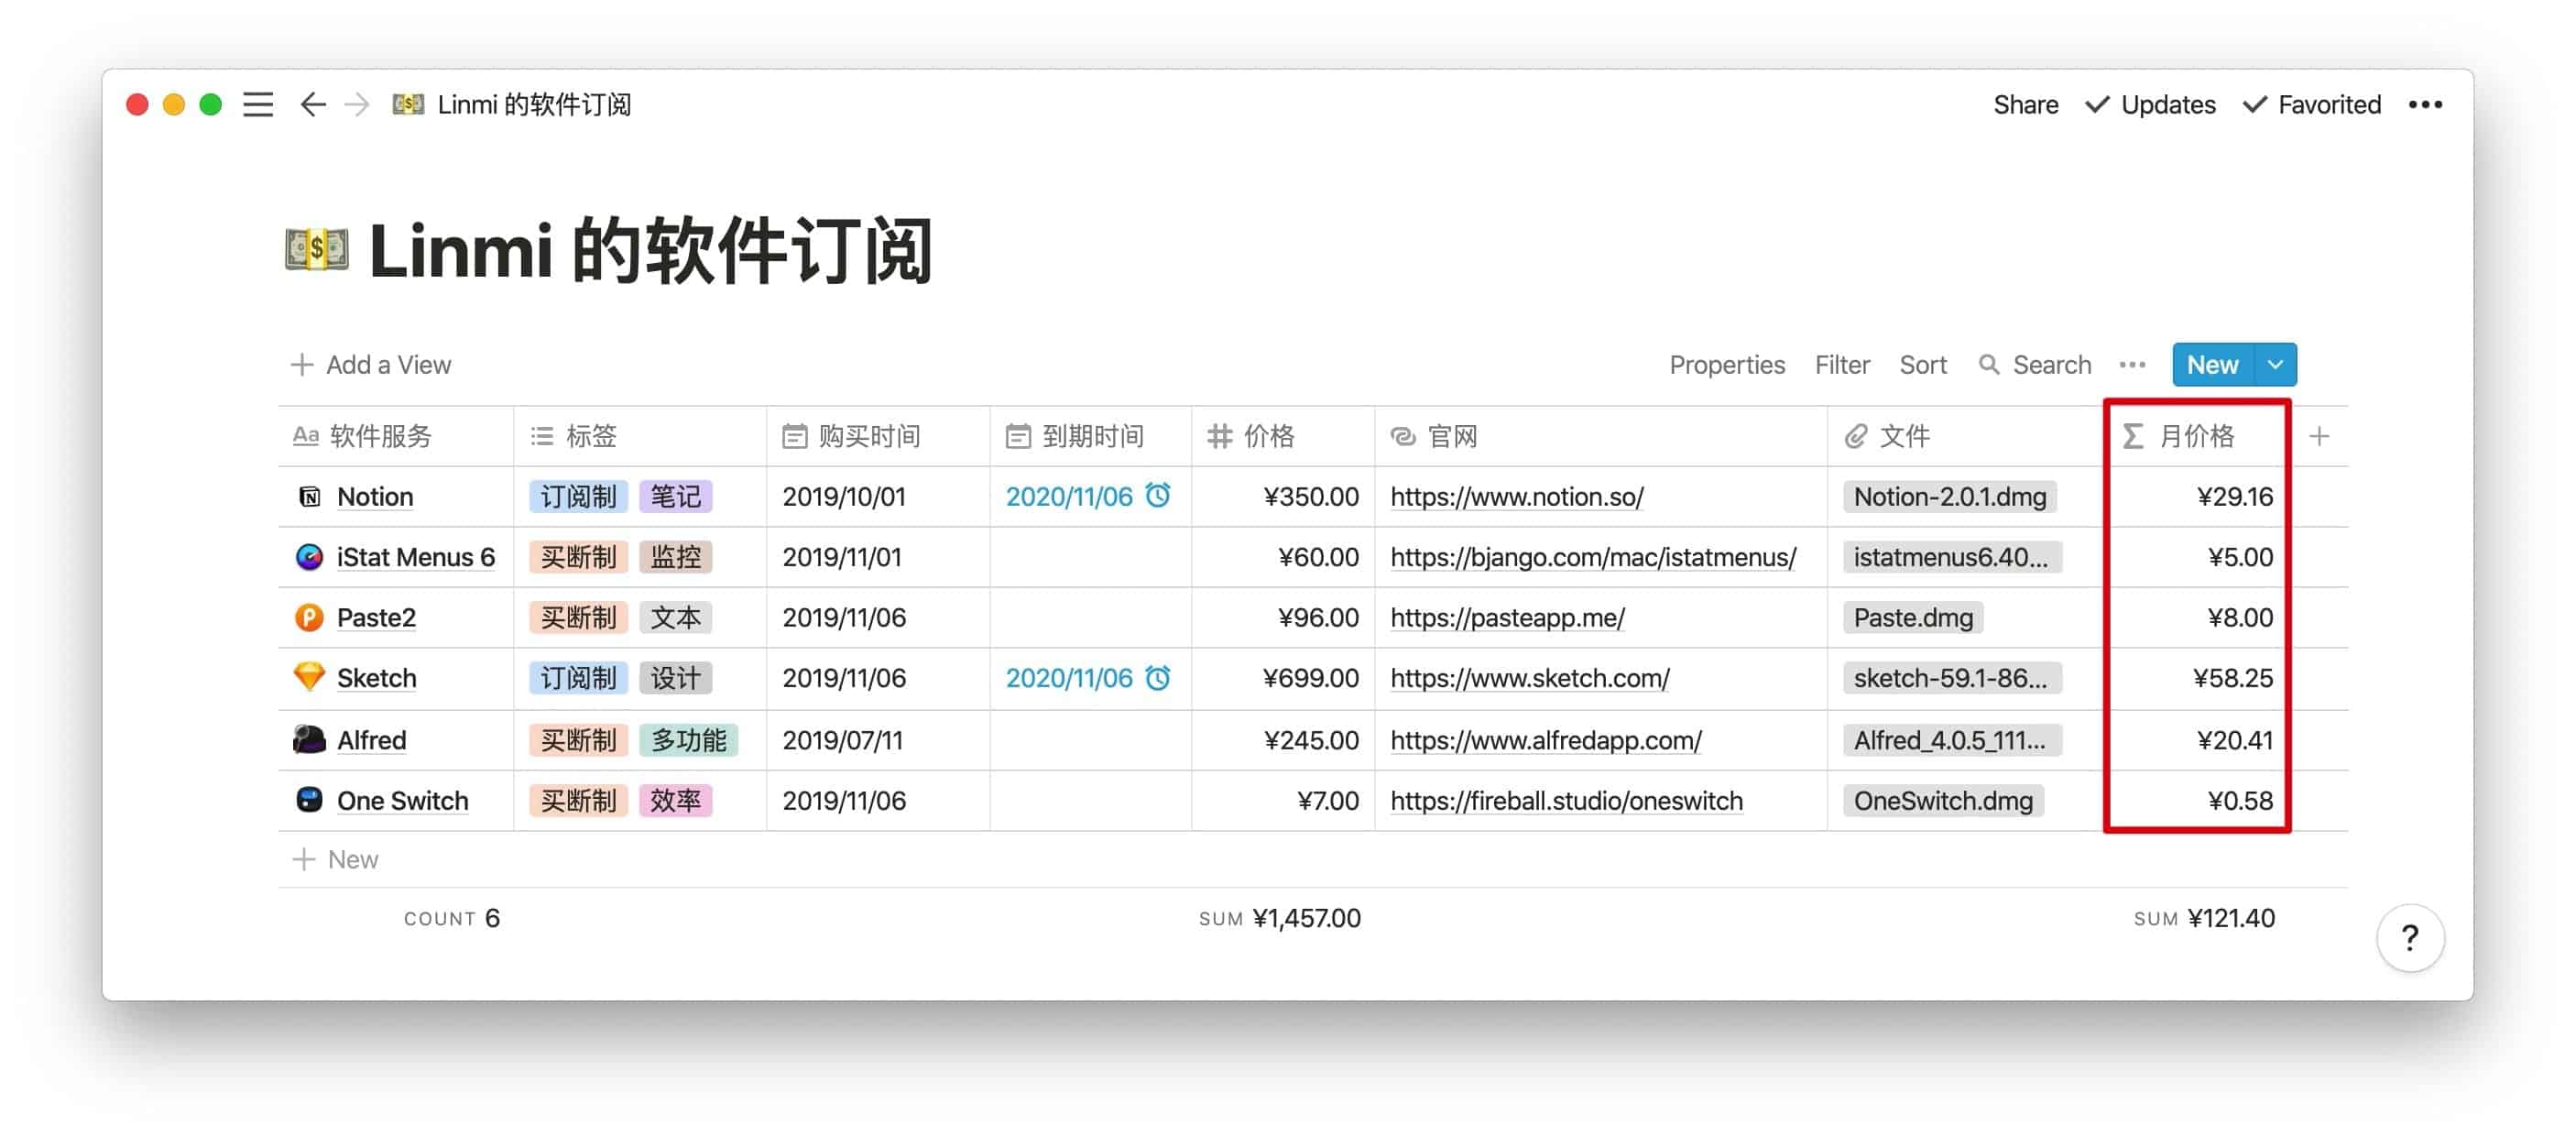 Linmi 的软件订阅 Share Updates Favorited
Linmi 的软件订阅
Add a View Properties Filter Sort Search New
Aa 软件服务 标签 购买时间 到期时间 价格 官网 文件 Σ 月价格
Notion 订阅制 笔记 2019/10/01 2020/11/06 ¥350.00 https://www.notion.so/ Notion-2.0.1.dmg ¥29.16
iStat Menus 6 买断制 监控 2019/11/01 ¥60.00 https://bjango.com/mac/istatmenus/ istatmenus6.40... ¥5.00
Paste2 买断制 文本 2019/11/06 ¥96.00 https://pasteapp.me/ Paste.dmg ¥8.00
Sketch 订阅制 设计 2019/11/06 2020/11/06 ¥699.00 https://www.sketch.com/ sketch-59.1-86... ¥58.25
Alfred 买断制 多功能 2019/07/11 ¥245.00 https://www.alfredapp.com/ Alfred_4.0.5_111... ¥20.41
One Switch 买断制 效率 2019/11/06 ¥7.00 https://fireball.studio/oneswitch OneSwitch.dmg ¥0.58
New
COUNT 6 SUM ¥1,457.00 SUM ¥121.40
?